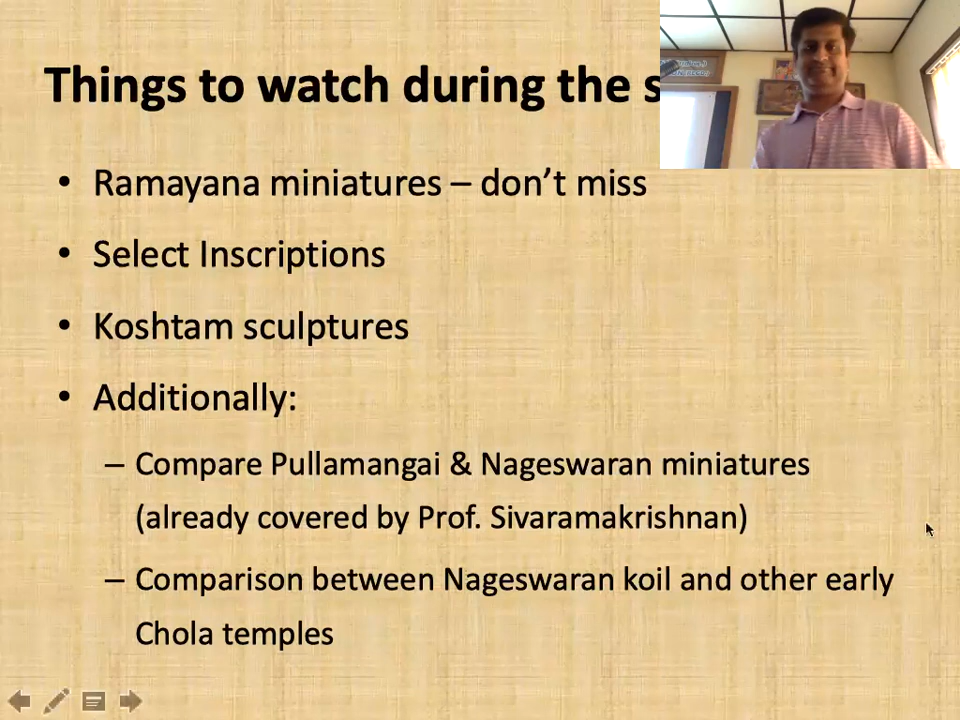 Things to watch during the
• Ramayana miniatures – don’t miss
• Select Inscriptions
• Koshtam sculptures
• Additionally:
– Compare Pullamangai & Nageswaran miniatures
(already covered by Prof. Sivaramakrishnan)
– Comparison between Nageswaran koil and other early
Chola temples